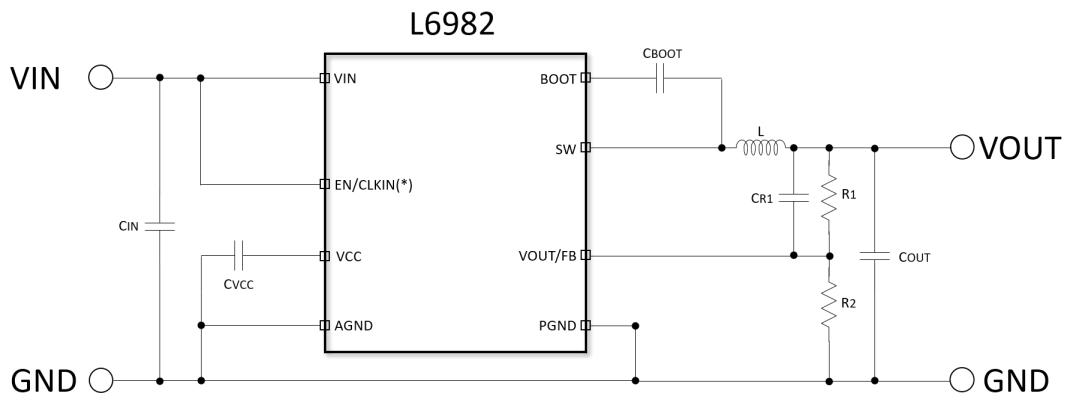 L6982
CBOOT
VIN
VIN
BOOT
L
SW
VOUT
EN/CLKIN(*)
CR1
R1
CIN
VCC
VOUT/FB
COUT
CVCC
R2
AGND
PGND
GND
GND